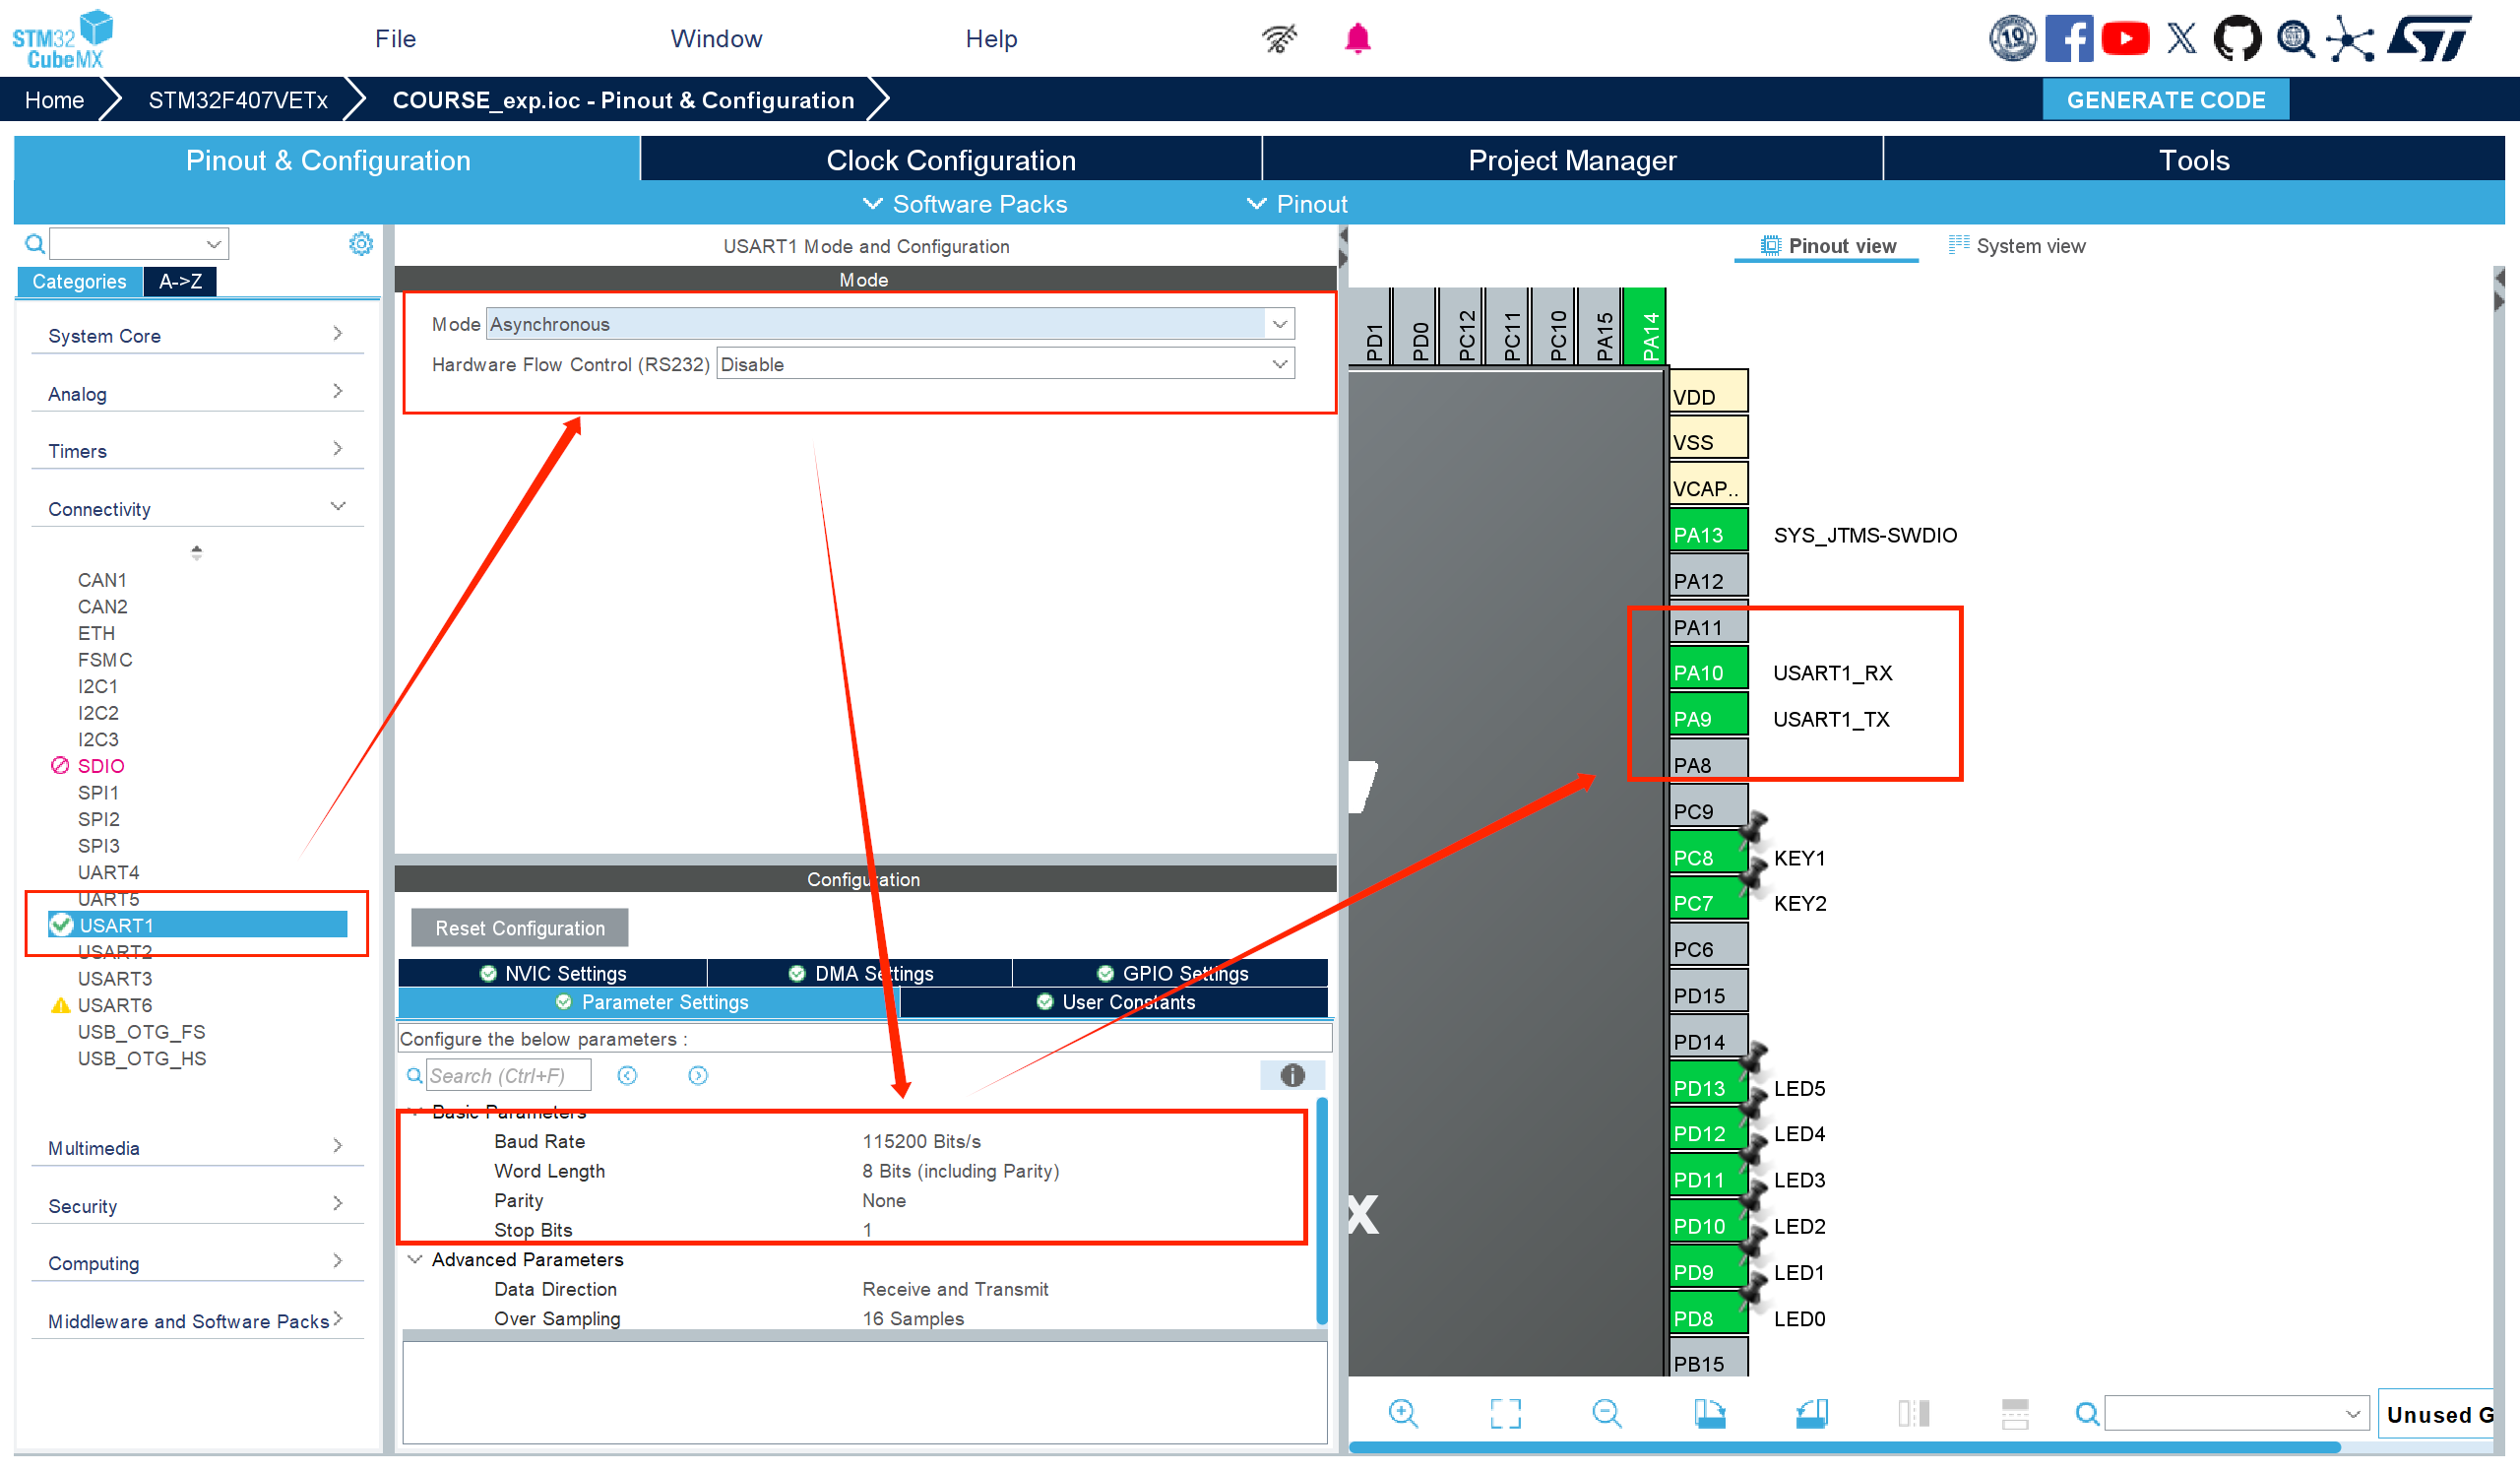 STM32
CubeMX
File
Window
Help
10
Home
STM32F407VETx
COURSE_exp.ioc - Pinout & Configuration
GENERATE CODE
Pinout & Configuration
Clock Configuration
Project Manager
Tools
Software Packs
Pinout
Categories
A->Z
System Core
Analog
Timers
Connectivity
CAN1
CAN2
ETH
FSMC
I2C1
I2C2
I2C3
SDIO
SPI1
SPI2
SPI3
UART4
UART5
USART1
USART2
USART3
USART6
USB_OTG_FS
USB_OTG_HS
Multimedia
Security
Computing
Middleware and Software Packs
USART1 Mode and Configuration
Mode
Mode Asynchronous
Hardware Flow Control (RS232) Disable
Configuration
Reset Configuration
NVIC Settings
DMA Settings
GPIO Settings
Parameter Settings
User Constants
Configure the below parameters :
Search (Ctrl+F)
Basic Parameters
Baud Rate 115200 Bits/s
Word Length 8 Bits (including Parity)
Parity None
Stop Bits 1
Advanced Parameters
Data Direction Receive and Transmit
Over Sampling 16 Samples
Pinout view
System view
PD1
PD0
PC12
PC11
PC10
PA15
PA14
VDD
VSS
VCAP..
PA13 SYS_JTMS-SWDIO
PA12
PA11
PA10 USART1_RX
PA9 USART1_TX
PA8
PC9
PC8 KEY1
PC7 KEY2
PC6
PD15
PD14
PD13 LED5
PD12 LED4
PD11 LED3
PD10 LED2
PD9 LED1
PD8 LED0
PB15
x
Unused G